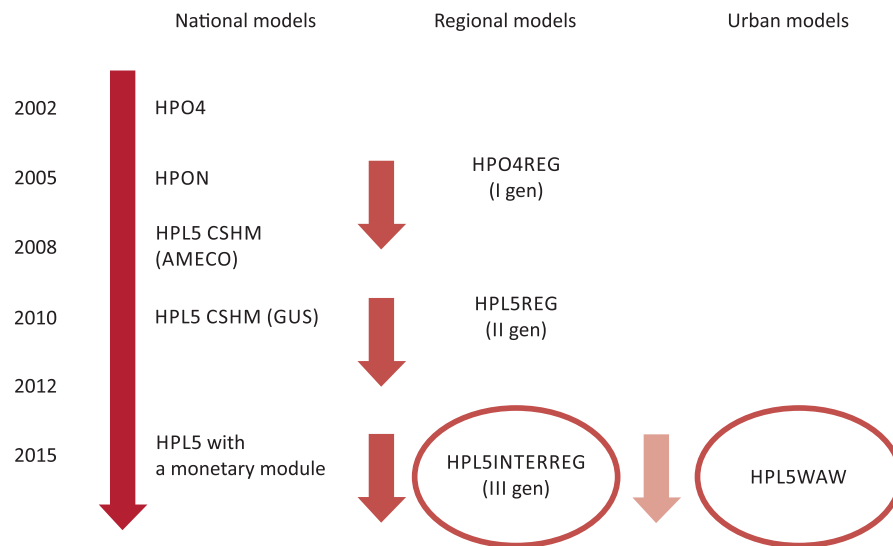 National models
Regional models
Urban models
2002
HPO4
2005
HPON
HPO4REG
(I gen)
2008
HPL5 CSHM
(AMECO)
2010
HPL5 CSHM (GUS)
HPL5REG
(II gen)
2012
2015
HPL5 with
a monetary module
HPL5INTERREG
(III gen)
HPL5WAW